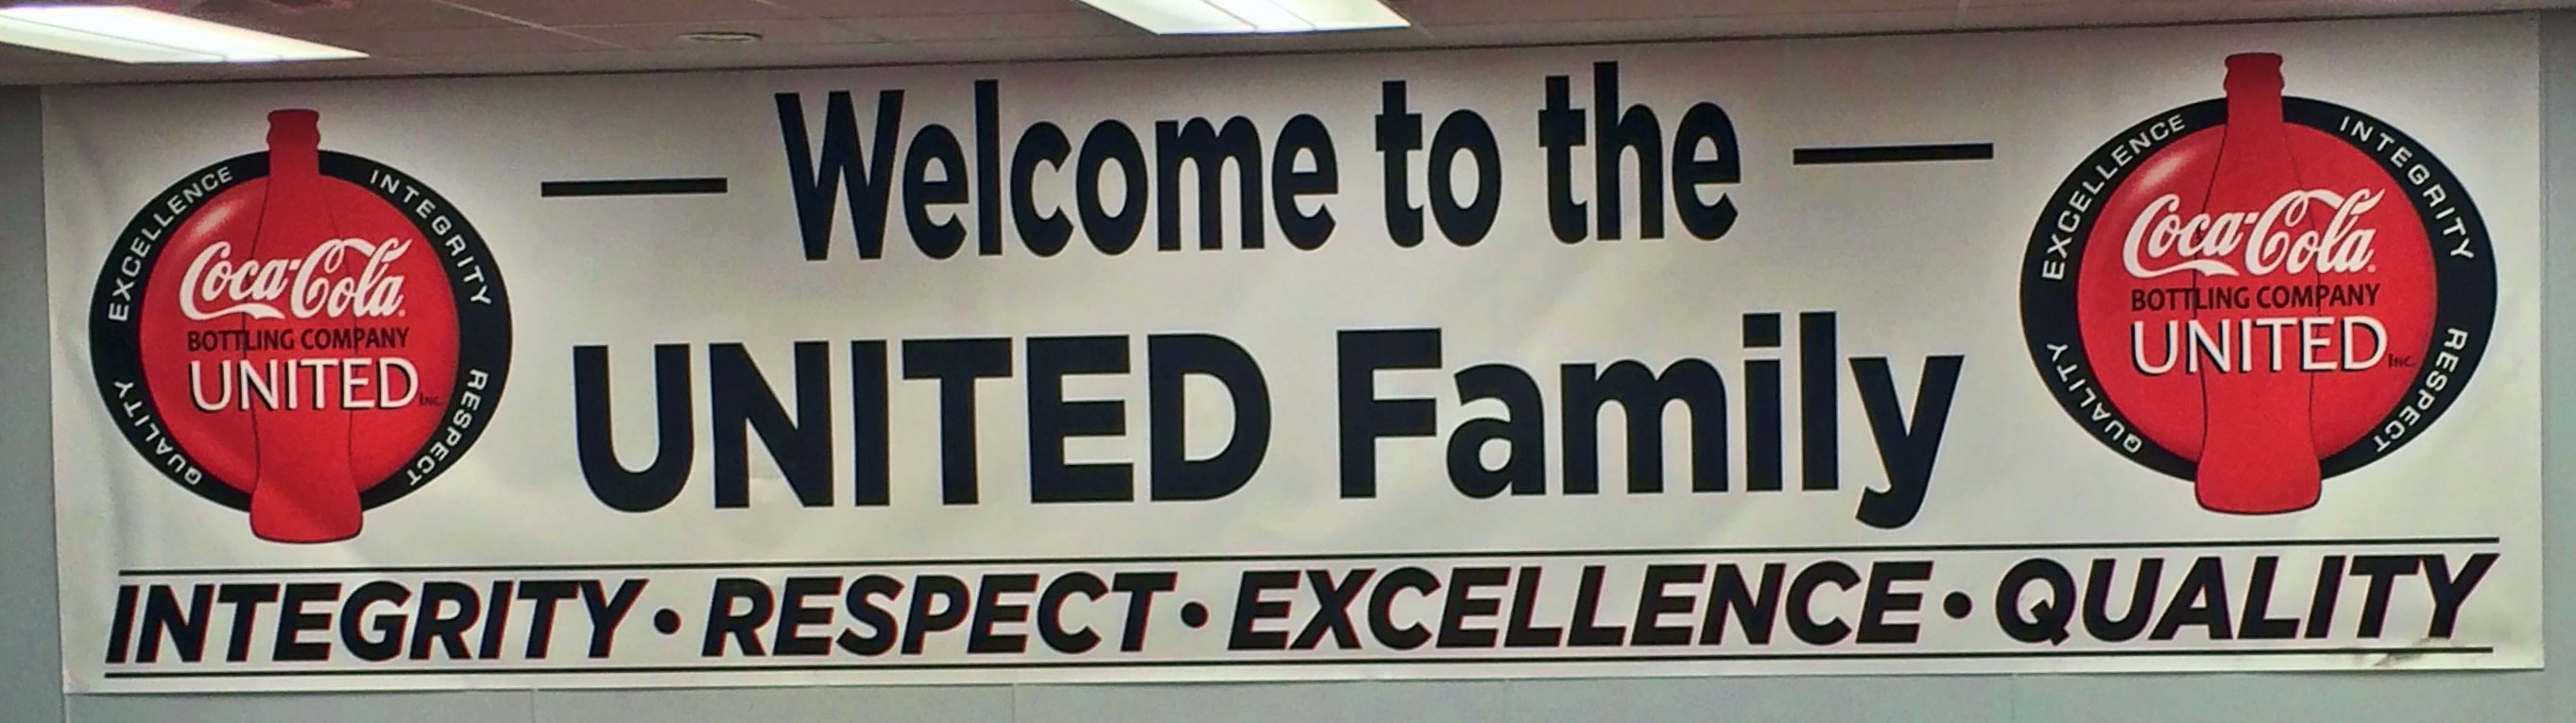 — Welcome to the —
UNITED Family
INTEGRITY • RESPECT • EXCELLENCE • QUALITY
EXCELLENCE INTEGRITY
Coca-Cola®
BOTTLING COMPANY
UNITED INC.
QUALITY RESPECT
EXCELLENCE INTEGRITY
Coca-Cola®
BOTTLING COMPANY
UNITED INC.
QUALITY RESPECT